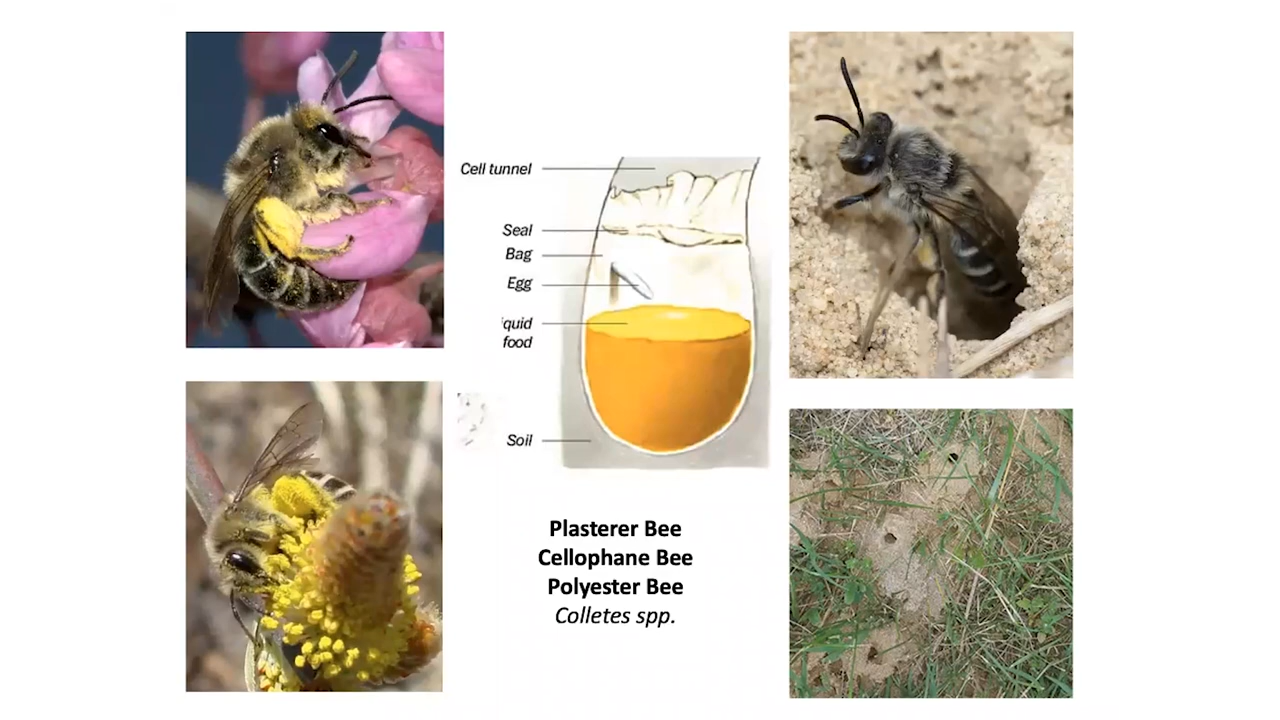 Cell tunnel
Seal
Bag
Egg
iquid
food
Soil
Plasterer Bee
Cellophane Bee
Polyester Bee
Colletes spp.